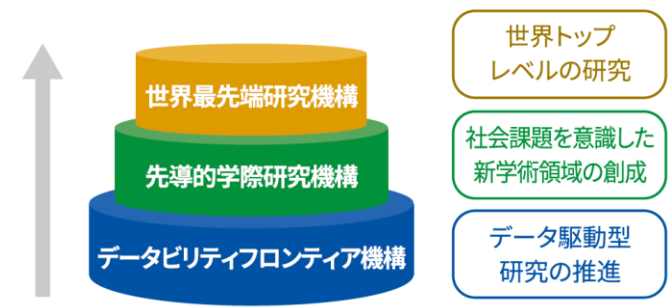 世界最先端研究機構
世界トップ
レベルの研究
先導的学際研究機構
社会課題を意識した
新学術領域の創成
データビリティフロンティア機構
データ駆動型
研究の推進